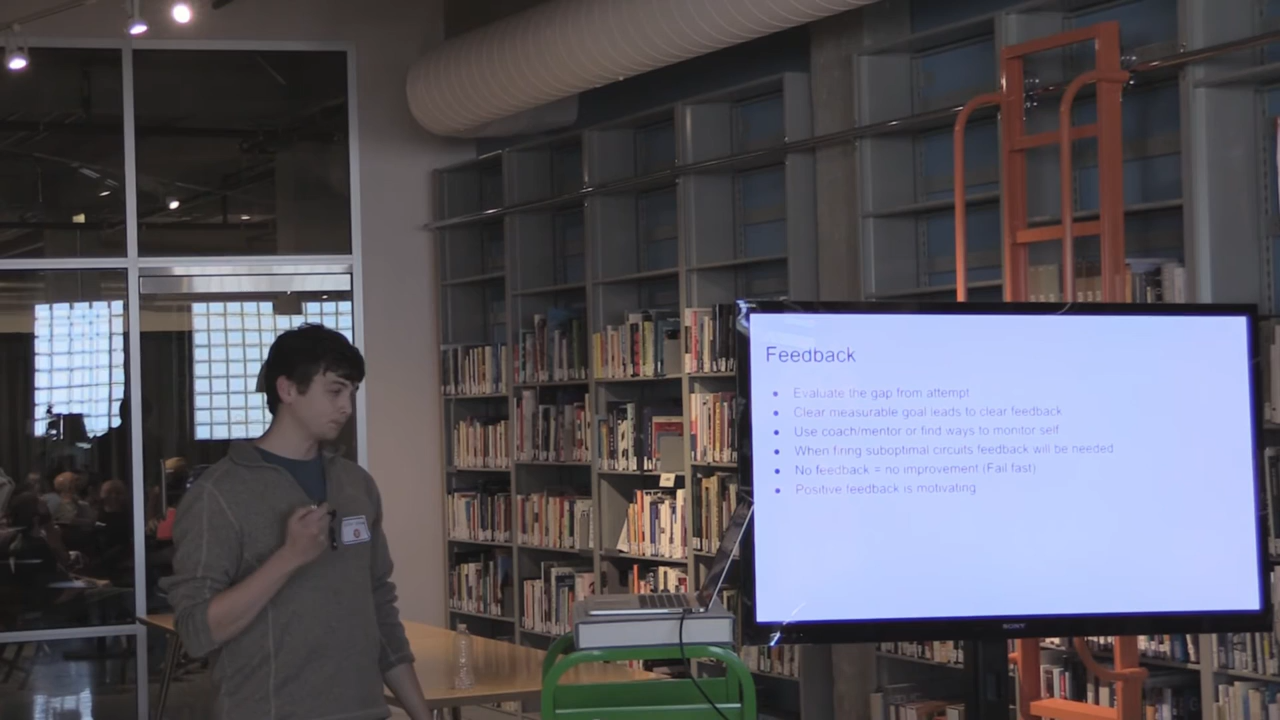 Feedback
• Evaluate the gap from attempt
• Clear measurable goal leads to clear feedback
• Use coach/mentor or find ways to monitor self
• When firing suboptimal circuits feedback will be needed
• No feedback = no improvement (Fail fast)
• Positive feedback is motivating
SONY